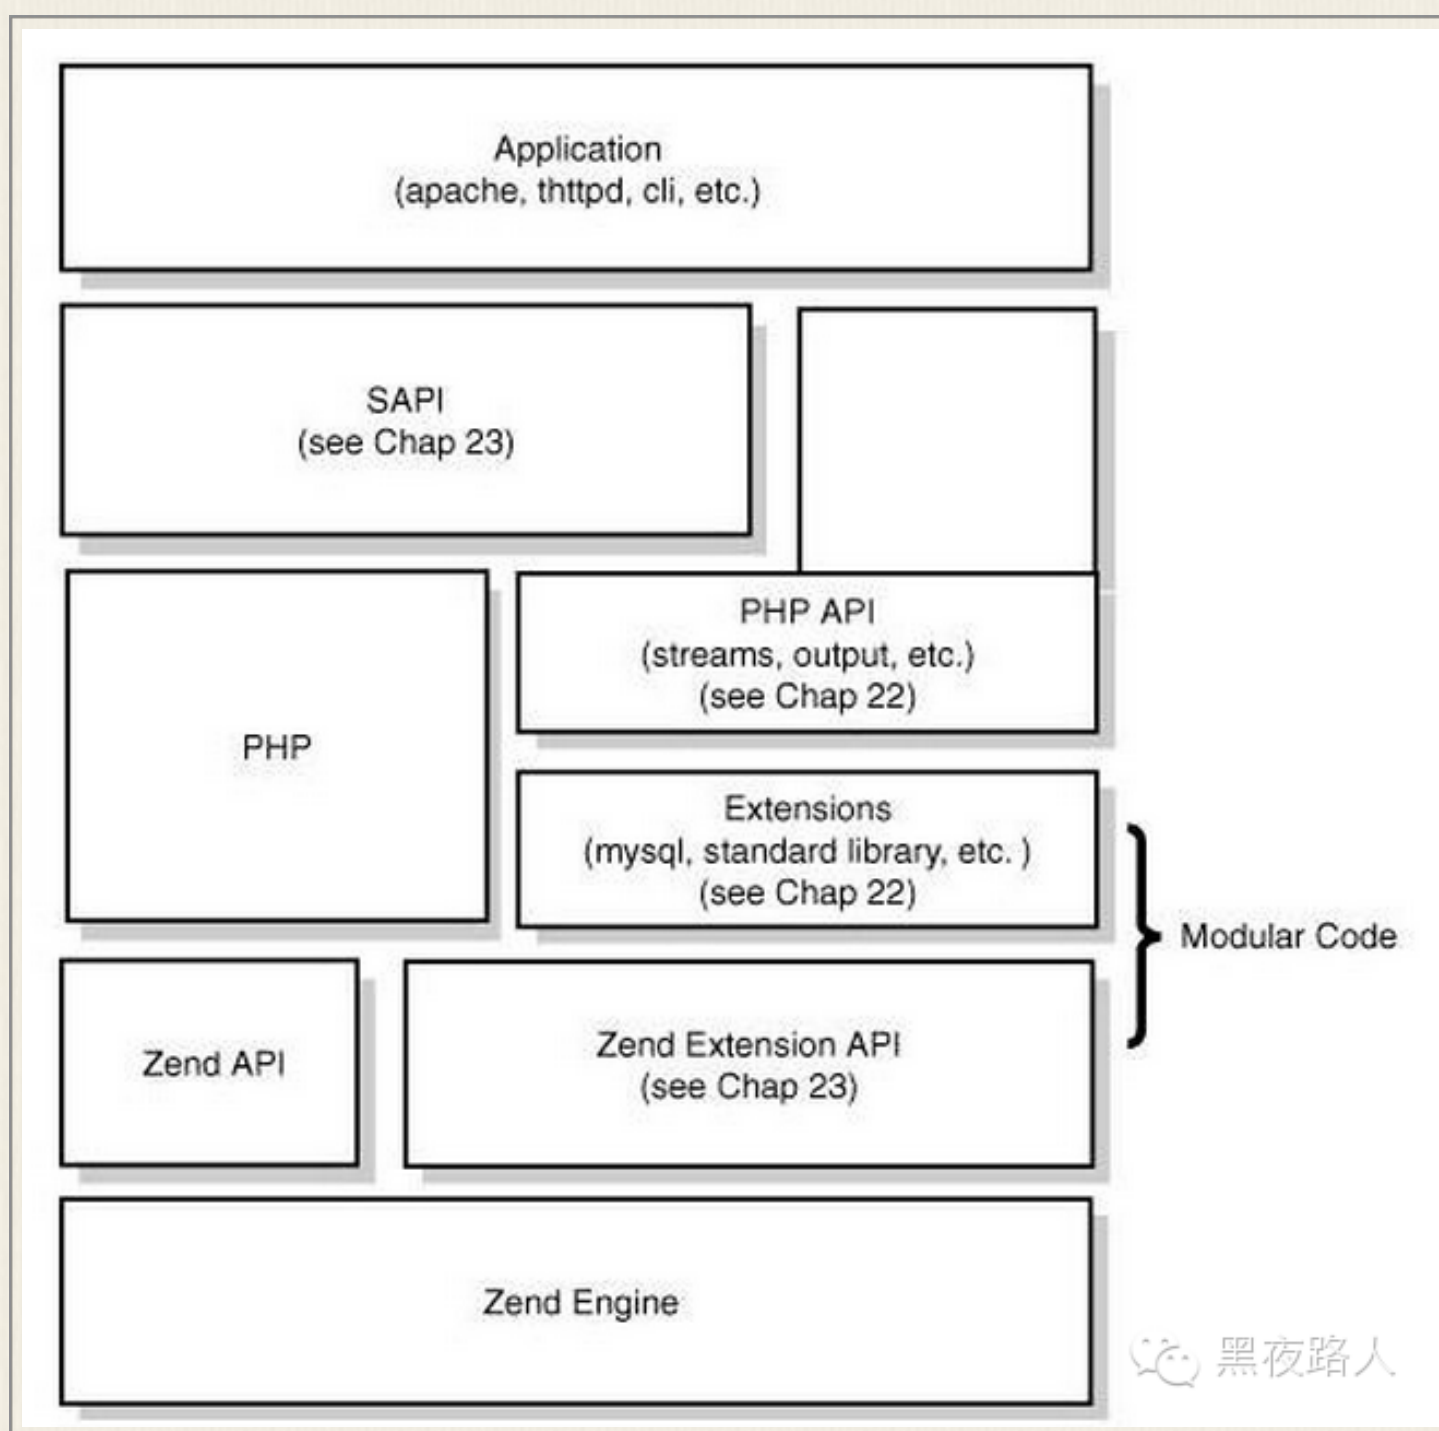 Application
(apache, thttpd, cli, etc.)
SAPI
(see Chap 23)
PHP API
(streams, output, etc.)
(see Chap 22)
PHP
Extensions
(mysql, standard library, etc. )
(see Chap 22)
Modular Code
Zend API
Zend Extension API
(see Chap 23)
Zend Engine
黑夜路人